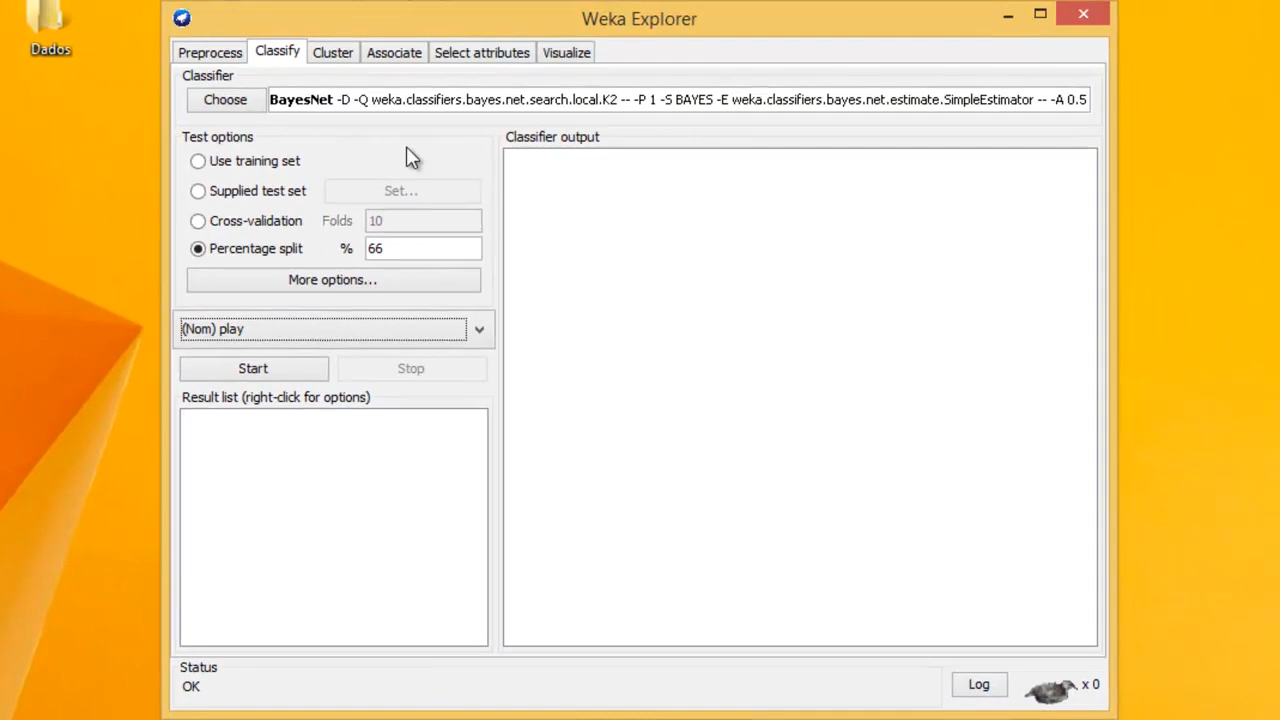 Dados
Weka Explorer
Preprocess Classify Cluster Associate Select attributes Visualize
Classifier
Choose BayesNet -D -Q weka.classifiers.bayes.net.search.local.K2 -- -P 1 -S BAYES -E weka.classifiers.bayes.net.estimate.SimpleEstimator -- -A 0.5
Test options
Use training set
Supplied test set Set...
Cross-validation Folds 10
Percentage split % 66
More options...
(Nom) play
Start Stop
Result list (right-click for options)
Classifier output
Status
OK
Log x 0